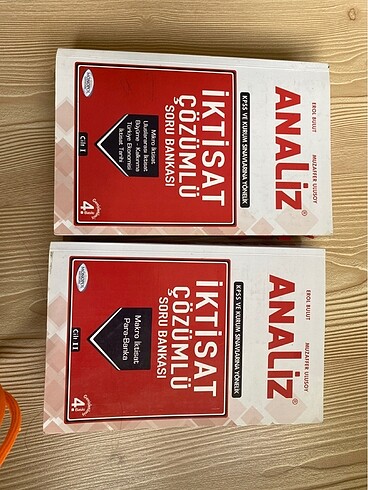 EROL BULUT
MUZAFFER ULUSOY
ANALİZ®
KPSS VE KURUM SINAVLARINA YÖNELİK
İKTİSAT
ÇÖZÜMLÜ
SORU BANKASI
Mikro İktisat
Uluslararası İktisat
Büyüme - Kalkınma
Türkiye Ekonomisi
İktisat Tarihi
Cilt I
4.
Baskı
EROL BULUT
MUZAFFER ULUSOY
ANALİZ®
KPSS VE KURUM SINAVLARINA YÖNELİK
İKTİSAT
ÇÖZÜMLÜ
SORU BANKASI
Makro İktisat
Para-Banka
Cilt II
4.
Baskı